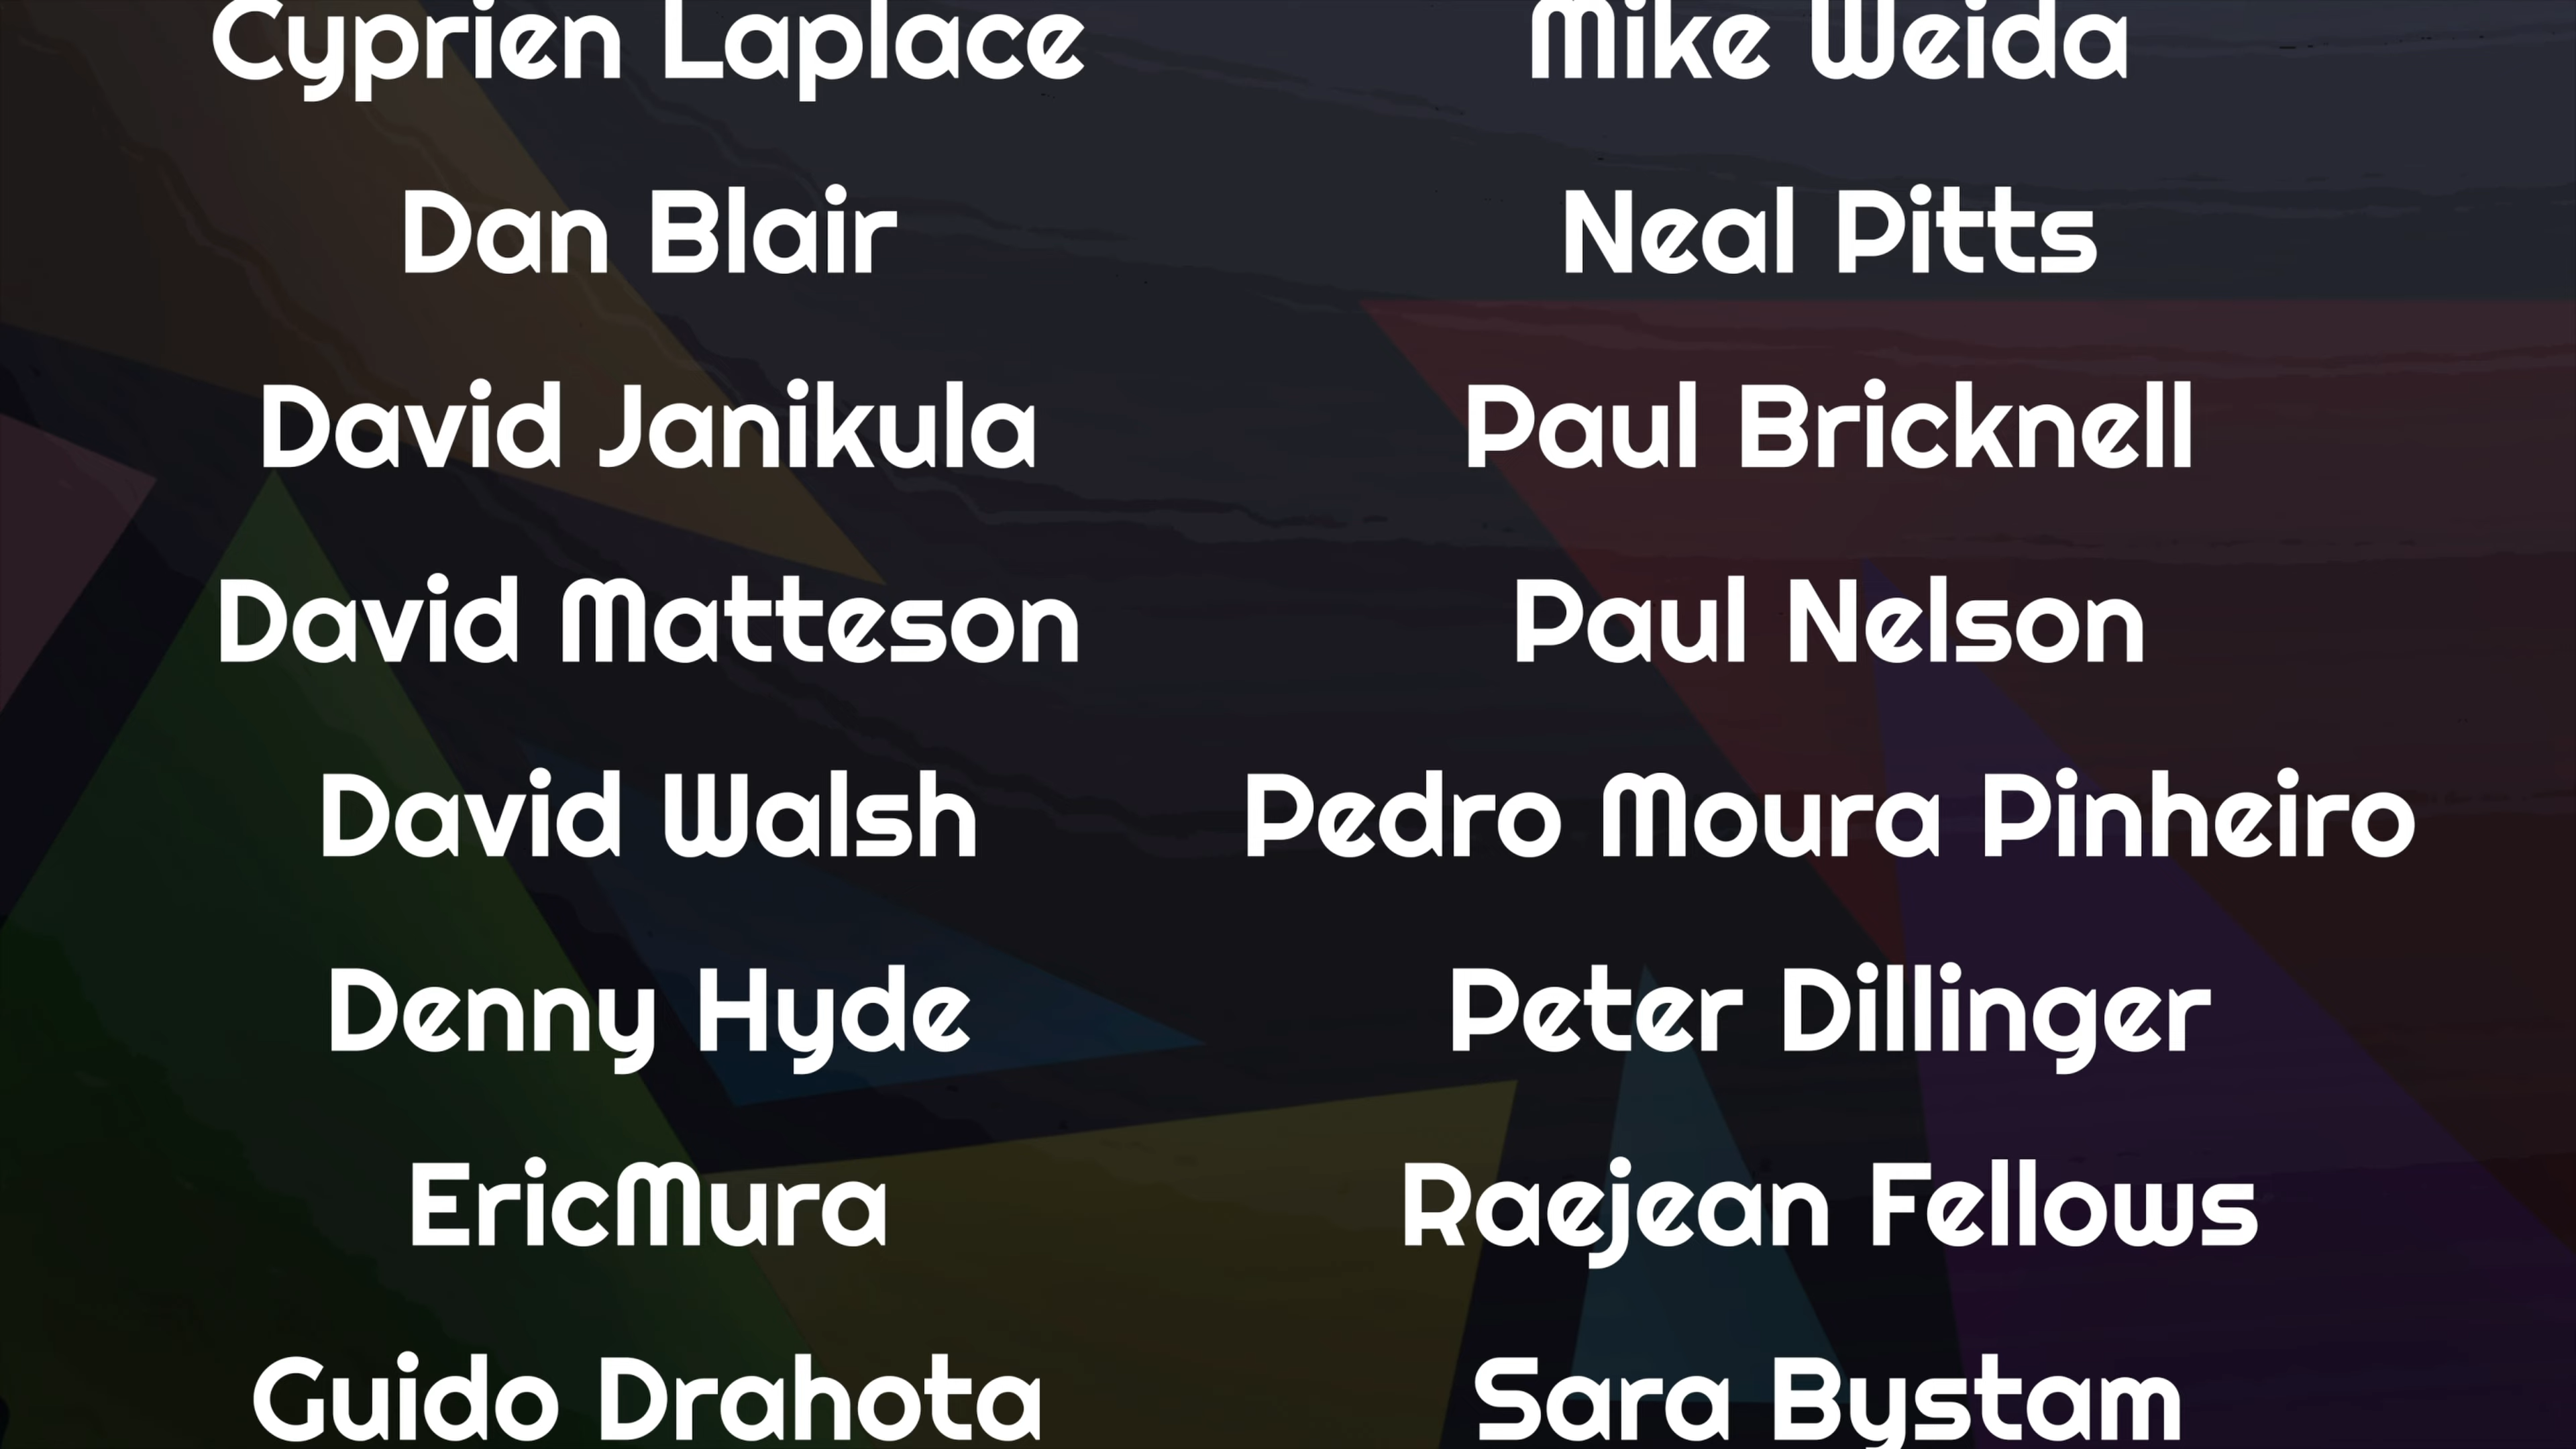 Cyprien Laplace
Dan Blair
David Janikula
David Matteson
David Walsh
Denny Hyde
EricMura
Guido Drahota
Mike Weida
Neal Pitts
Paul Bricknell
Paul Nelson
Pedro Moura Pinheiro
Peter Dillinger
Raejean Fellows
Sara Bystam